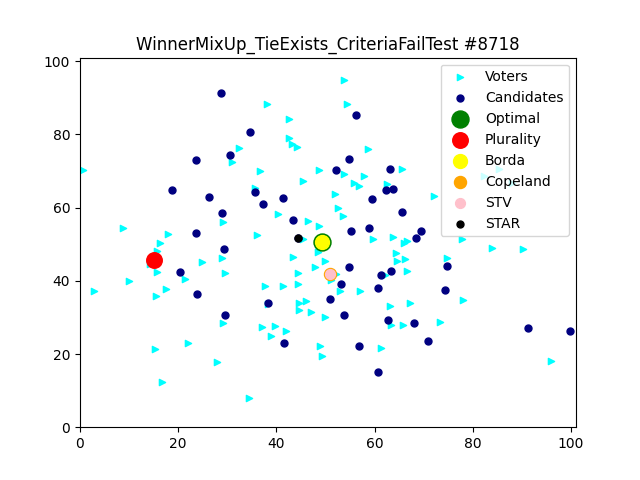 WinnerMixUp_TieExists_CriteriaFailTest #8718
100
80
60
40
20
0
0 20 40 60 80 100
Voters
Candidates
Optimal
Plurality
Borda
Copeland
STV
STAR